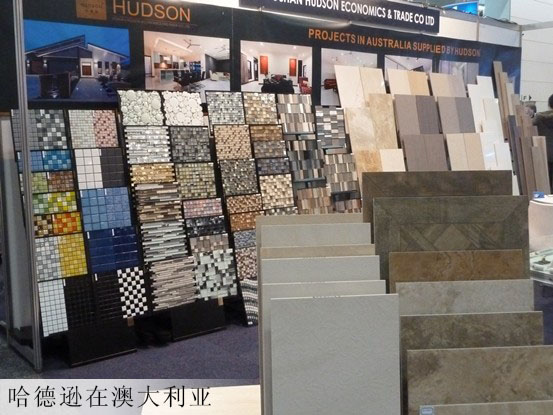 HUDSON
SHAN HUDSON ECONOMICS & TRADE CO LTD
PROJECTS IN AUSTRALIA SUPPLIED BY HUDSON
哈德逊在澳大利亚